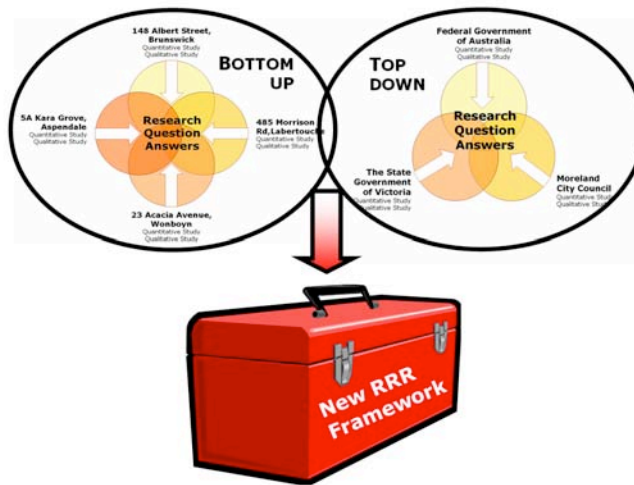 148 Albert Street,
Brunswick
Quantitative Study
Qualitative Study
BOTTOM
UP
5A Kara Grove,
Aspendale
Quantitative Study
Qualitative Study
Research
Question
Answers
485 Morrison
Rd,Labertouche
Quantitative Study
Qualitative Study
23 Acacia Avenue,
Wonboyn
Quantitative Study
Qualitative Study
TOP
DOWN
Federal Government
of Australia
Quantitative Study
Qualitative Study
Research
Question
Answers
The State
Government
of Victoria
Quantitative Study
Qualitative Study
Moreland
City Council
Quantitative Study
Qualitative Study
New RRR
Framework